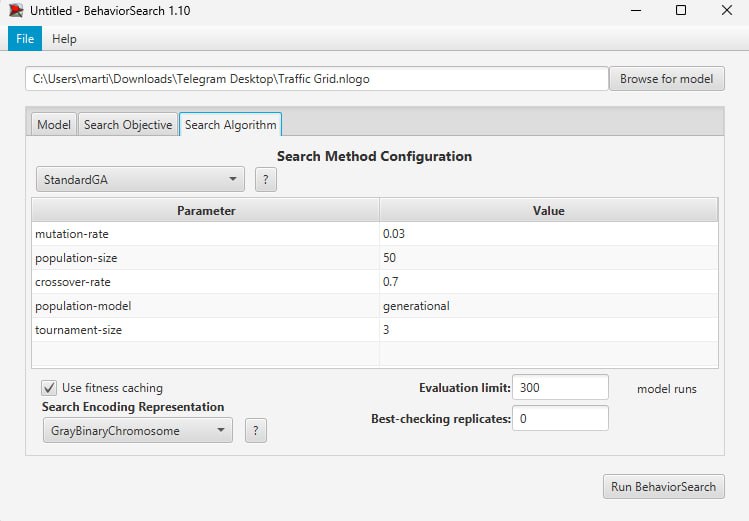 Untitled - BehaviorSearch 1.10
File Help
C:\Users\marti\Downloads\Telegram Desktop\Traffic Grid.nlogo Browse for model
Model Search Objective Search Algorithm
Search Method Configuration
StandardGA ?
Parameter Value
mutation-rate 0.03
population-size 50
crossover-rate 0.7
population-model generational
tournament-size 3
Use fitness caching Evaluation limit: 300 model runs
Search Encoding Representation
Best-checking replicates: 0
GrayBinaryChromosome ?
Run BehaviorSearch